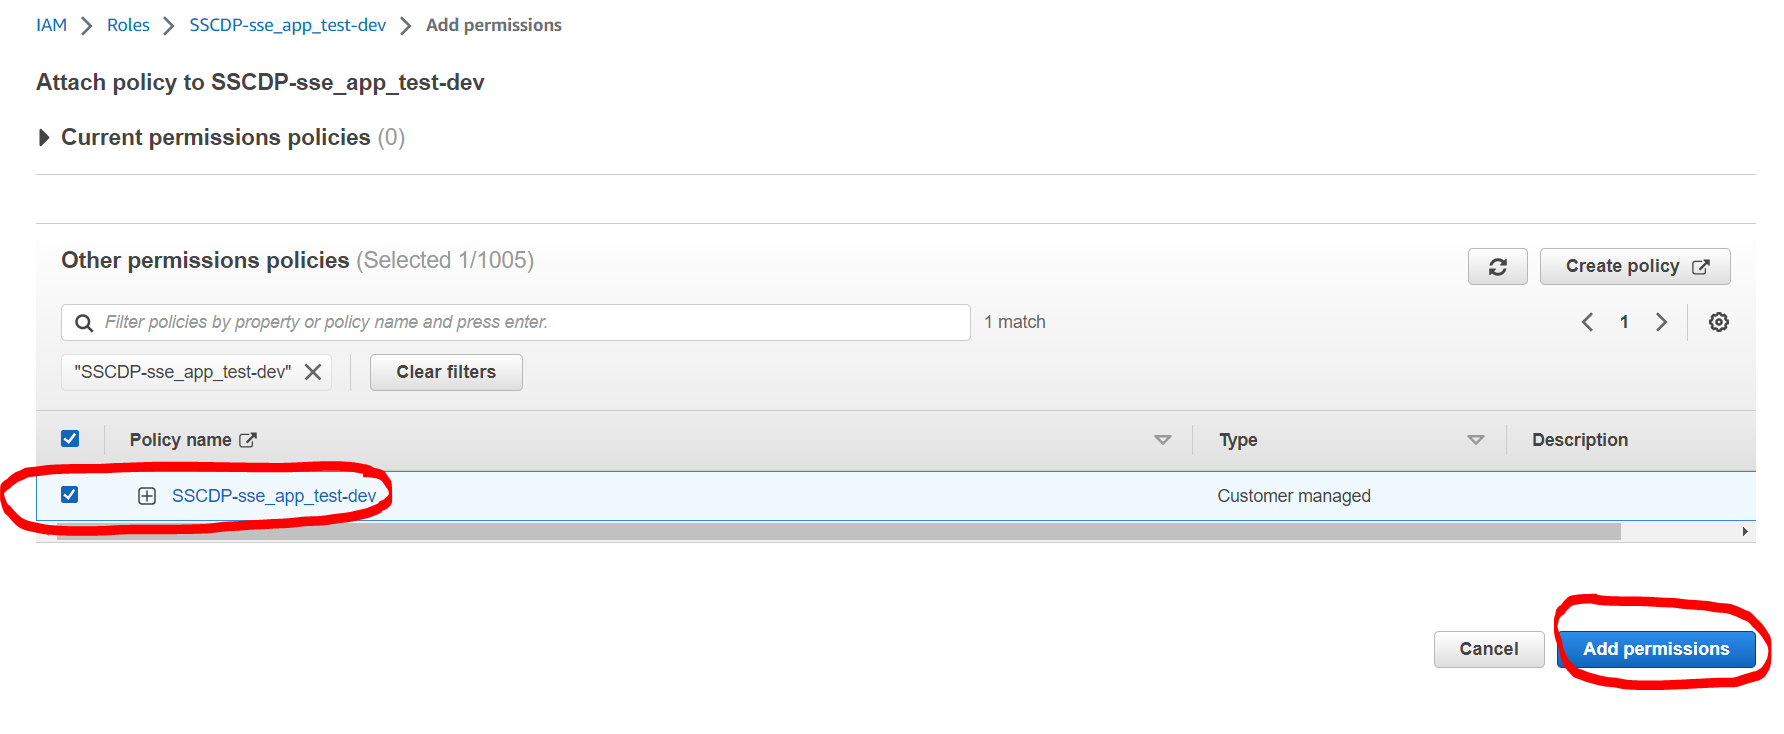 IAM > Roles > SSCDP-sse_app_test-dev > Add permissions
Attach policy to SSCDP-sse_app_test-dev
Current permissions policies (0)
Other permissions policies (Selected 1/1005)
Create policy
Filter policies by property or policy name and press enter.
1 match
1
"SSCDP-sse_app_test-dev"
Clear filters
Policy name
Type
Description
SSCDP-sse_app_test-dev
Customer managed
Cancel
Add permissions